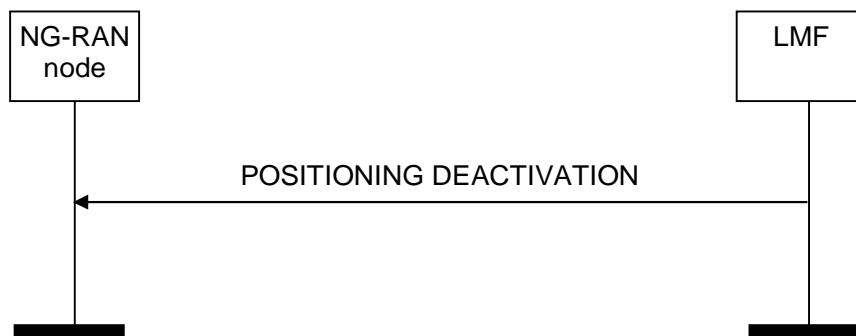 NG-RAN
node
LMF
POSITIONING DEACTIVATION